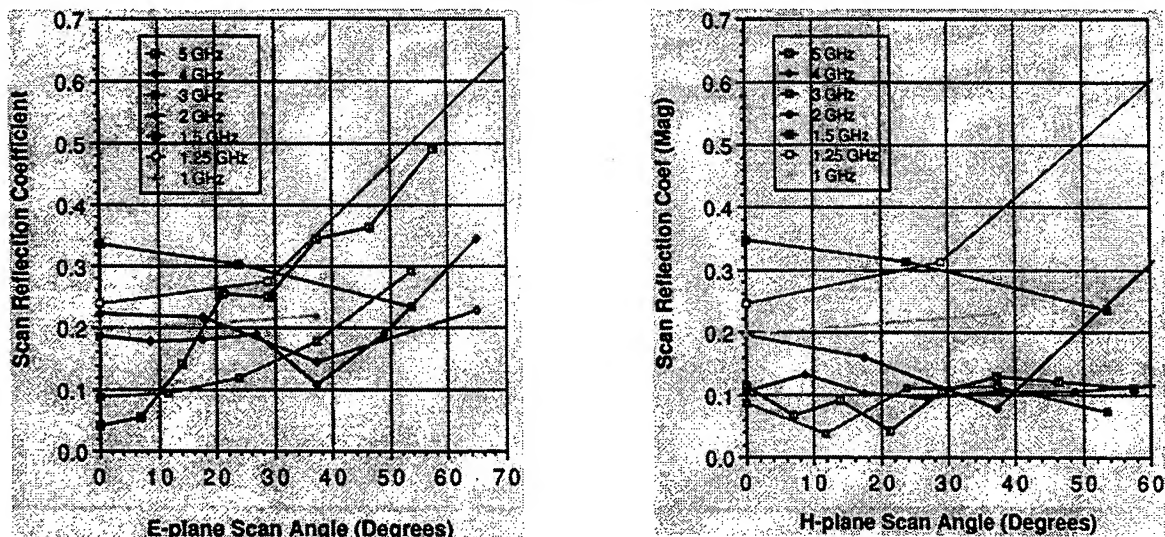 0.7
0.6
0.5
0.4
0.3
0.2
0.1
0.0
Scan Reflection Coefficient
5 GHz
4 GHz
3 GHz
2 GHz
1.5 GHz
1.25 GHz
1 GHz
0 10 20 30 40 50 60 70
E-plane Scan Angle (Degrees)
0.7
0.6
0.5
0.4
0.3
0.2
0.1
0.0
Scan Reflection Coef (Mag)
5 GHz
4 GHz
3 GHz
2 GHz
1.5 GHz
1.25 GHz
1 GHz
0 10 20 30 40 50 60
H-plane Scan Angle (Degrees)